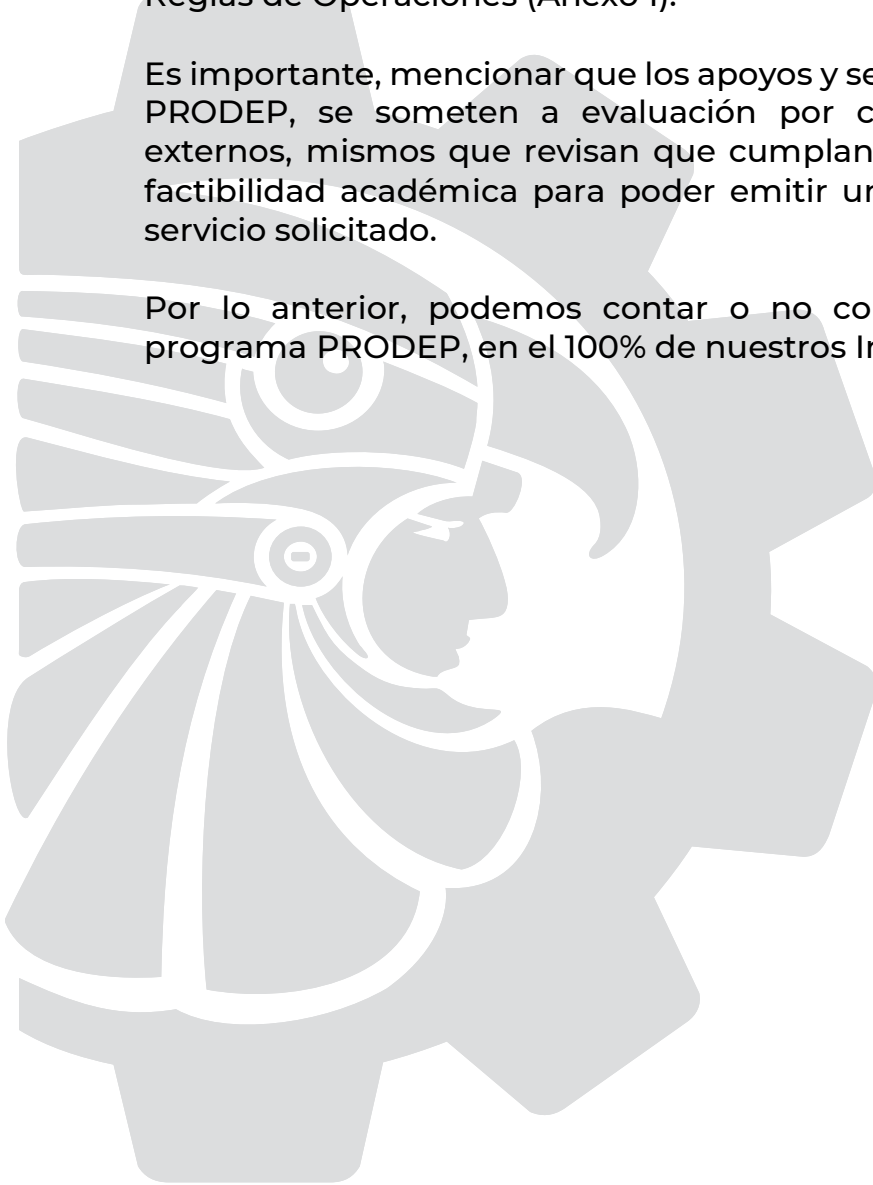 Reglas de Operaciones (Anexo 1).
Es importante, mencionar que los apoyos y se
PRODEP, se someten a evaluación por c
externos, mismos que revisan que cumplan
factibilidad académica para poder emitir un
servicio solicitado.
Por lo anterior, podemos contar o no co
programa PRODEP, en el 100% de nuestros In